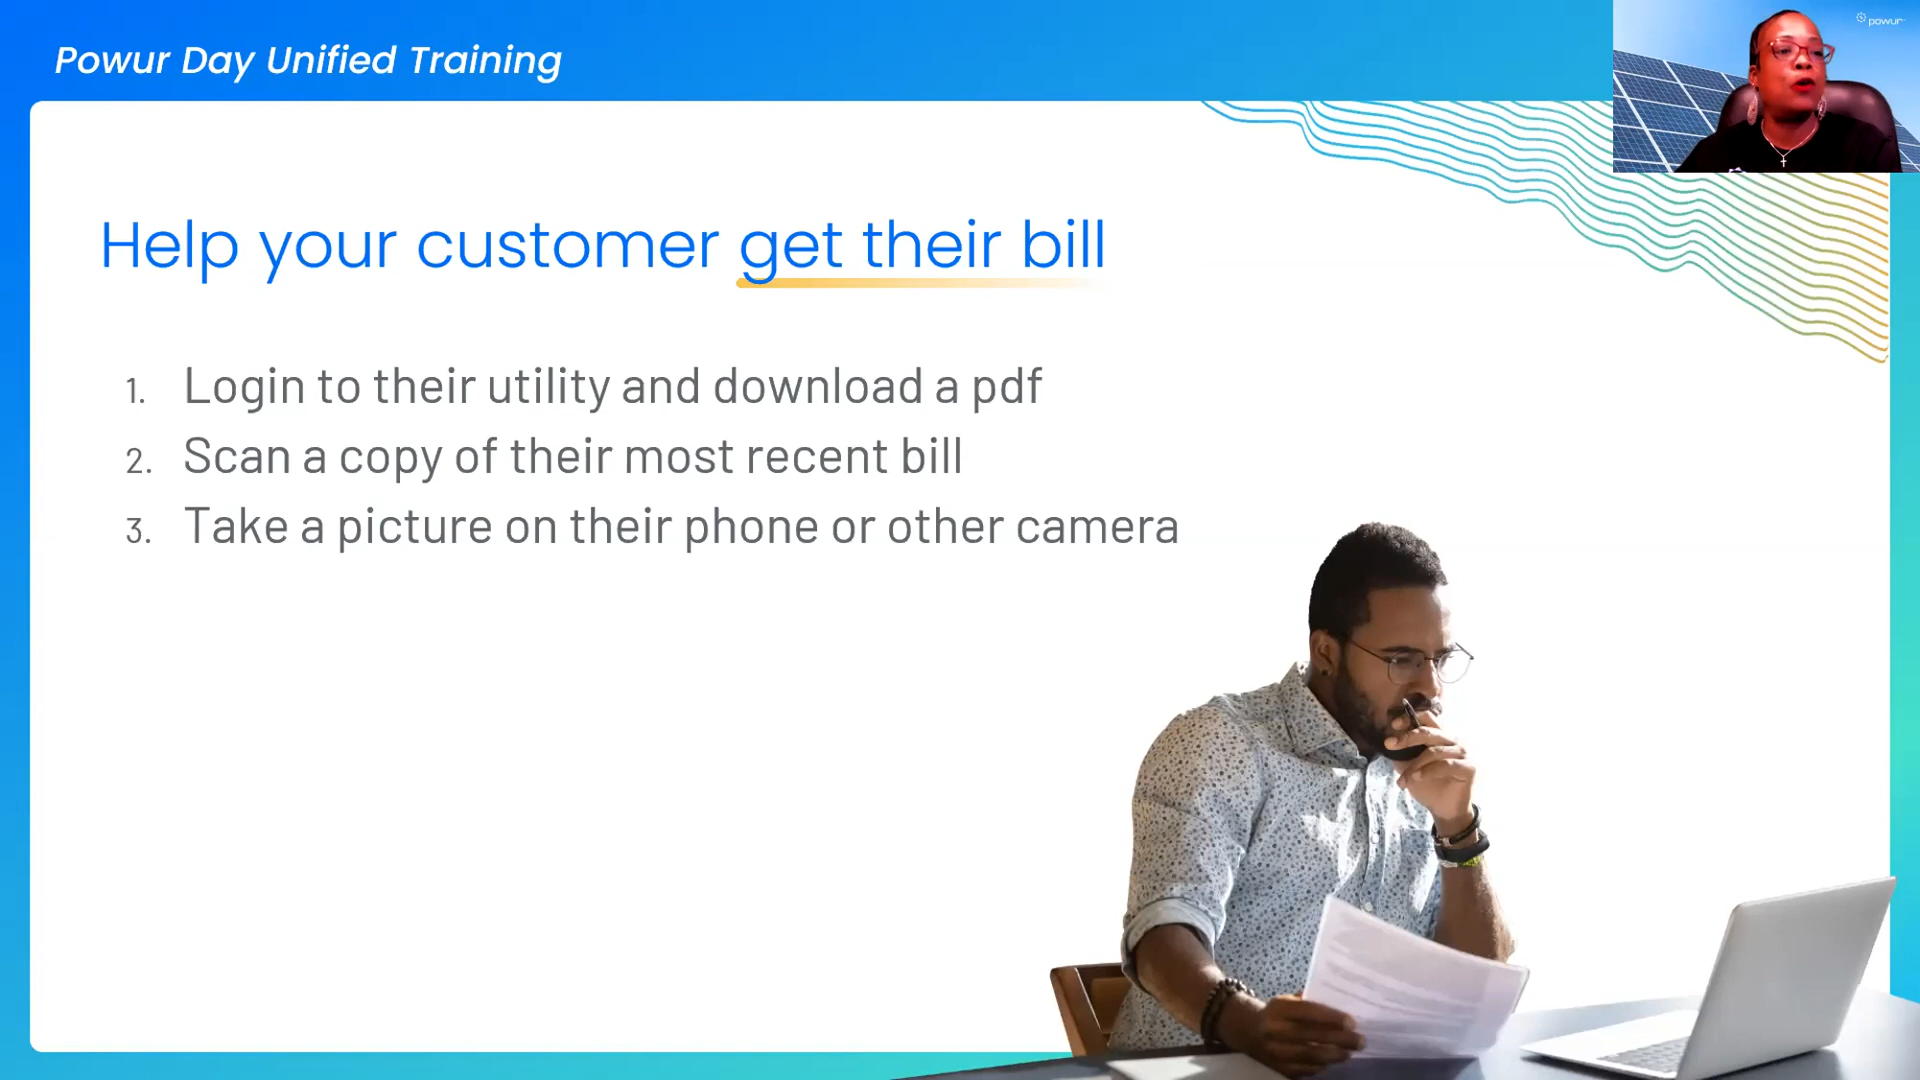 Powur Day Unified Training
powur
Help your customer get their bill
1. Login to their utility and download a pdf
2. Scan a copy of their most recent bill
3. Take a picture on their phone or other camera